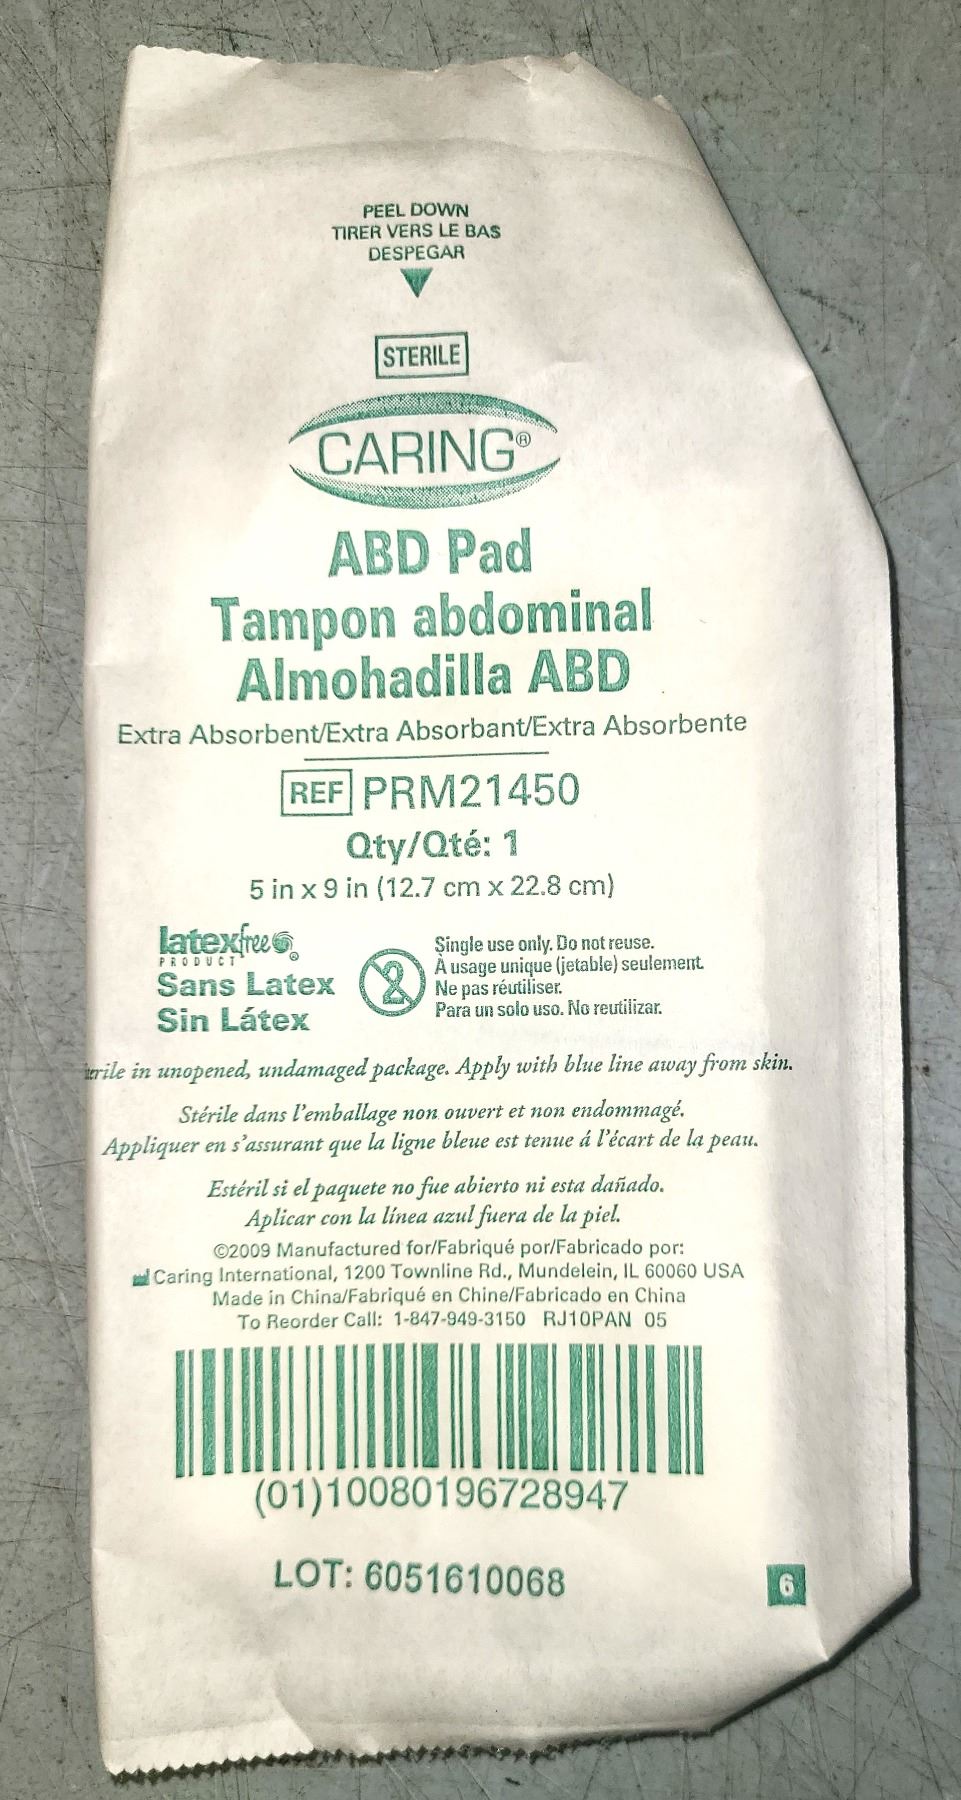 PEEL DOWN
TIRER VERS LE BAS
DESPEGAR
STERILE
CARING®
ABD Pad
Tampon abdominal
Almohadilla ABD
Extra Absorbent/Extra Absorbant/Extra Absorbente
REF PRM21450
Qty/Qté: 1
5 in x 9 in (12.7 cm x 22.8 cm)
latexfree®
PRODUCT
Sans Latex
Sin Látex
2
Single use only. Do not reuse.
À usage unique (jetable) seulement.
Ne pas réutiliser.
Para un solo uso. No reutilizar.
erile in unopened, undamaged package. Apply with blue line away from skin.
Stérile dans l'emballage non ouvert et non endommagé.
Appliquer en s'assurant que la ligne bleue est tenue á l'écart de la peau.
Estéril si el paquete no fue abierto ni esta dañado.
Aplicar con la línea azul fuera de la piel.
©2009 Manufactured for/Fabriqué por/Fabricado por:
Caring International, 1200 Townline Rd., Mundelein, IL 60060 USA
Made in China/Fabriqué en Chine/Fabricado en China
To Reorder Call: 1-847-949-3150 RJ10PAN 05
(01)10080196728947
LOT: 6051610068
6